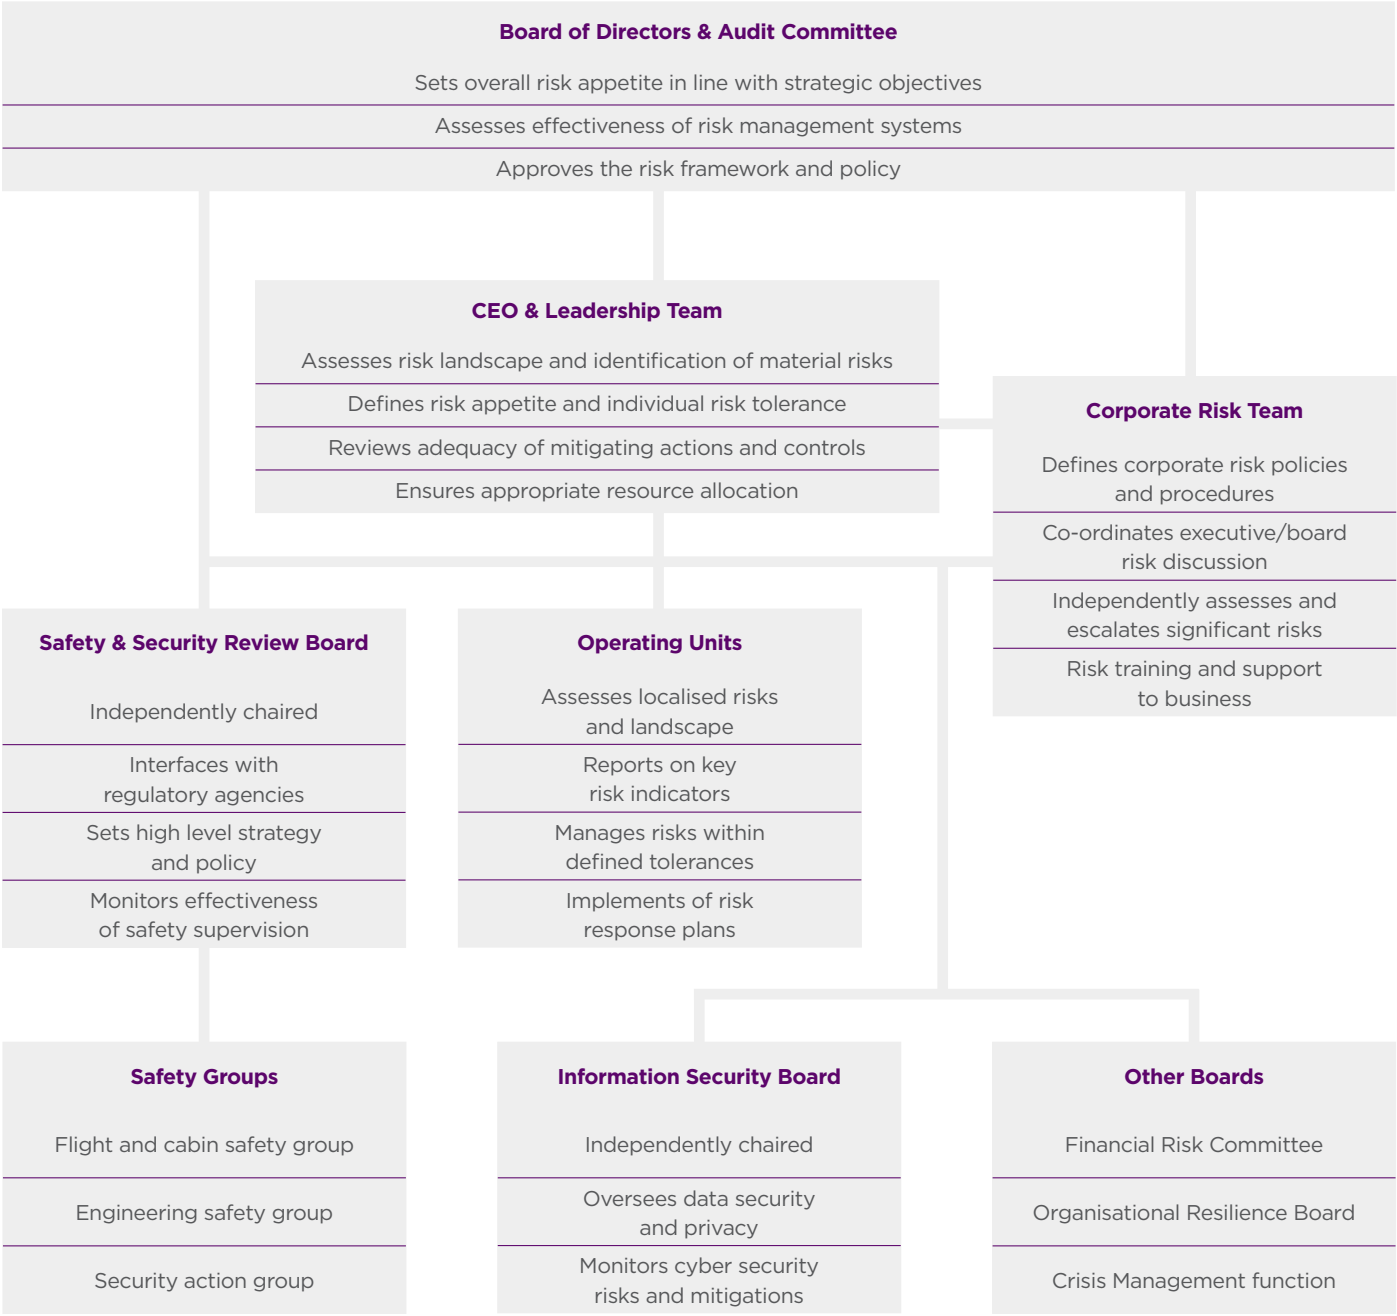 Board of Directors & Audit Committee
Sets overall risk appetite in line with strategic objectives
Assesses effectiveness of risk management systems
Approves the risk framework and policy
CEO & Leadership Team
Assesses risk landscape and identification of material risks
Defines risk appetite and individual risk tolerance
Reviews adequacy of mitigating actions and controls
Ensures appropriate resource allocation
Corporate Risk Team
Defines corporate risk policies
and procedures
Co-ordinates executive/board
risk discussion
Independently assesses and
escalates significant risks
Risk training and support
to business
Safety & Security Review Board
Independently chaired
Interfaces with
regulatory agencies
Sets high level strategy
and policy
Monitors effectiveness
of safety supervision
Operating Units
Assesses localised risks
and landscape
Reports on key
risk indicators
Manages risks within
defined tolerances
Implements of risk
response plans
Safety Groups
Flight and cabin safety group
Engineering safety group
Security action group
Information Security Board
Independently chaired
Oversees data security
and privacy
Monitors cyber security
risks and mitigations
Other Boards
Financial Risk Committee
Organisational Resilience Board
Crisis Management function